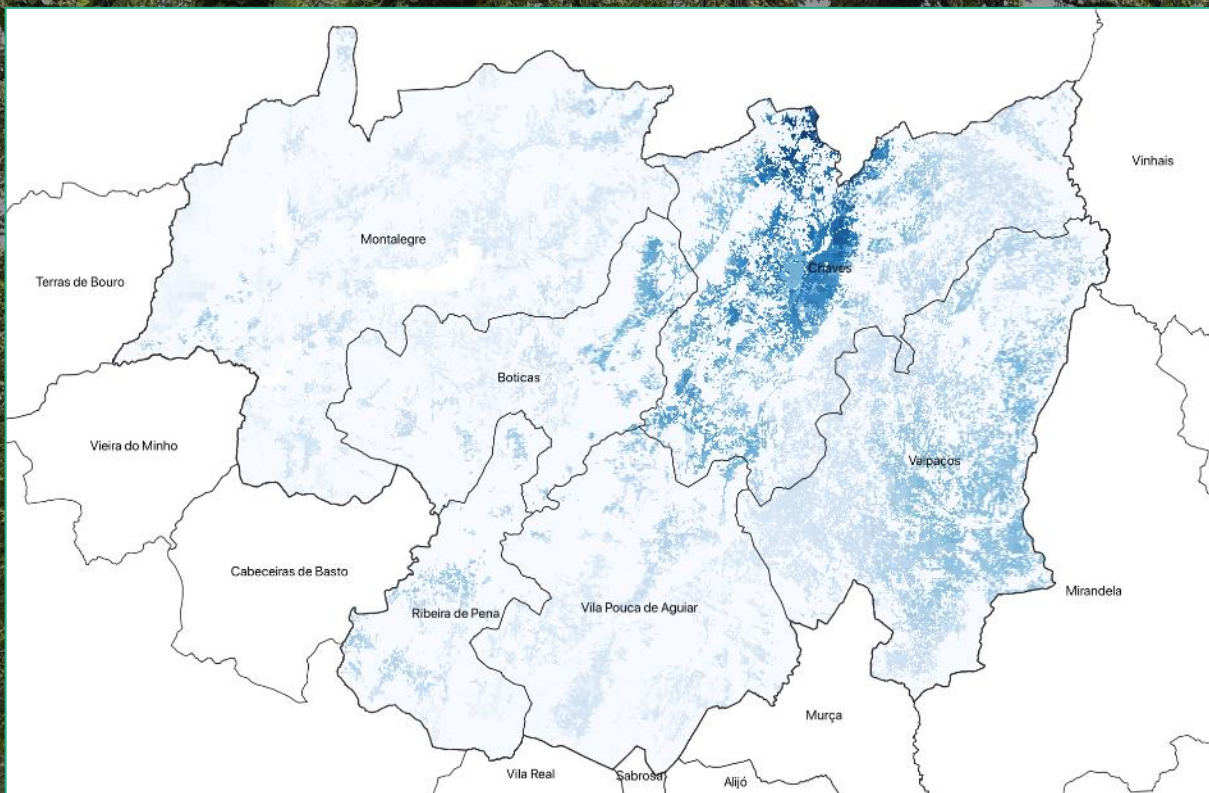 Vinhais
Montalegre
Chaves
Terras de Bouro
Boticas
Vieira do Minho
Valpaços
Cabeceiras de Basto
Mirandela
Ribeira de Pena
Vila Pouca de Aguiar
Murça
Vila Real
Sabrosa
Alijó